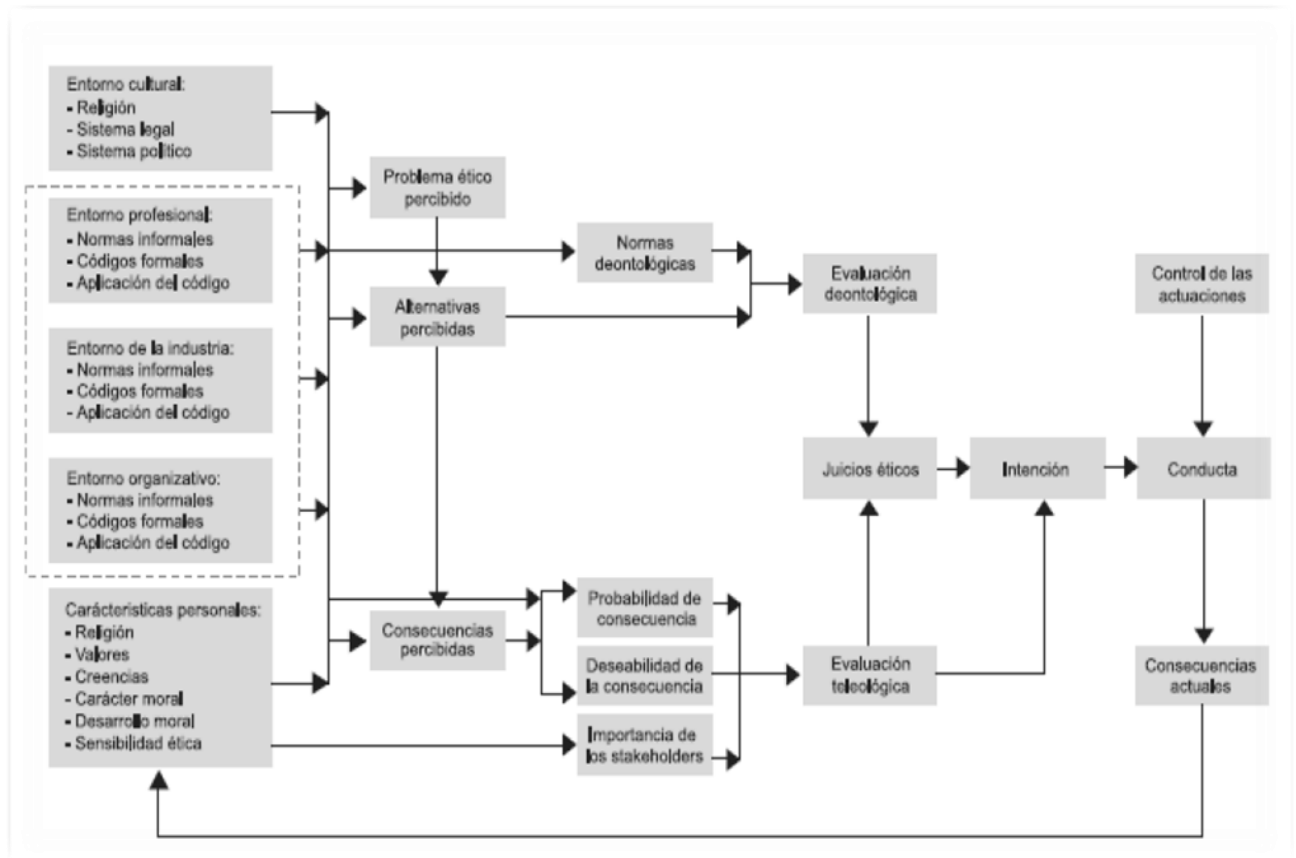 Entorno cultural:
- Religión
- Sistema legal
- Sistema político
Entorno profesional:
- Normas informales
- Códigos formales
- Aplicación del código
Entorno de la industria:
- Normas informales
- Códigos formales
- Aplicación del código
Entorno organizativo:
- Normas informales
- Códigos formales
- Aplicación del código
Carácteristicas personales:
- Religión
- Valores
- Creencias
- Carácter moral
- Desarrollo moral
- Sensibilidad ética
Problema ético
percibido
Alternativas
percibidas
Consecuencias
percibidas
Normas
deontológicas
Probabilidad de
consecuencia
Deseabilidad de
la consecuencia
Importancia de
los stakeholders
Evaluación
deontológica
Juicios éticos
Evaluación
teleológica
Intención
Control de las
actuaciones
Conducta
Consecuencias
actuales